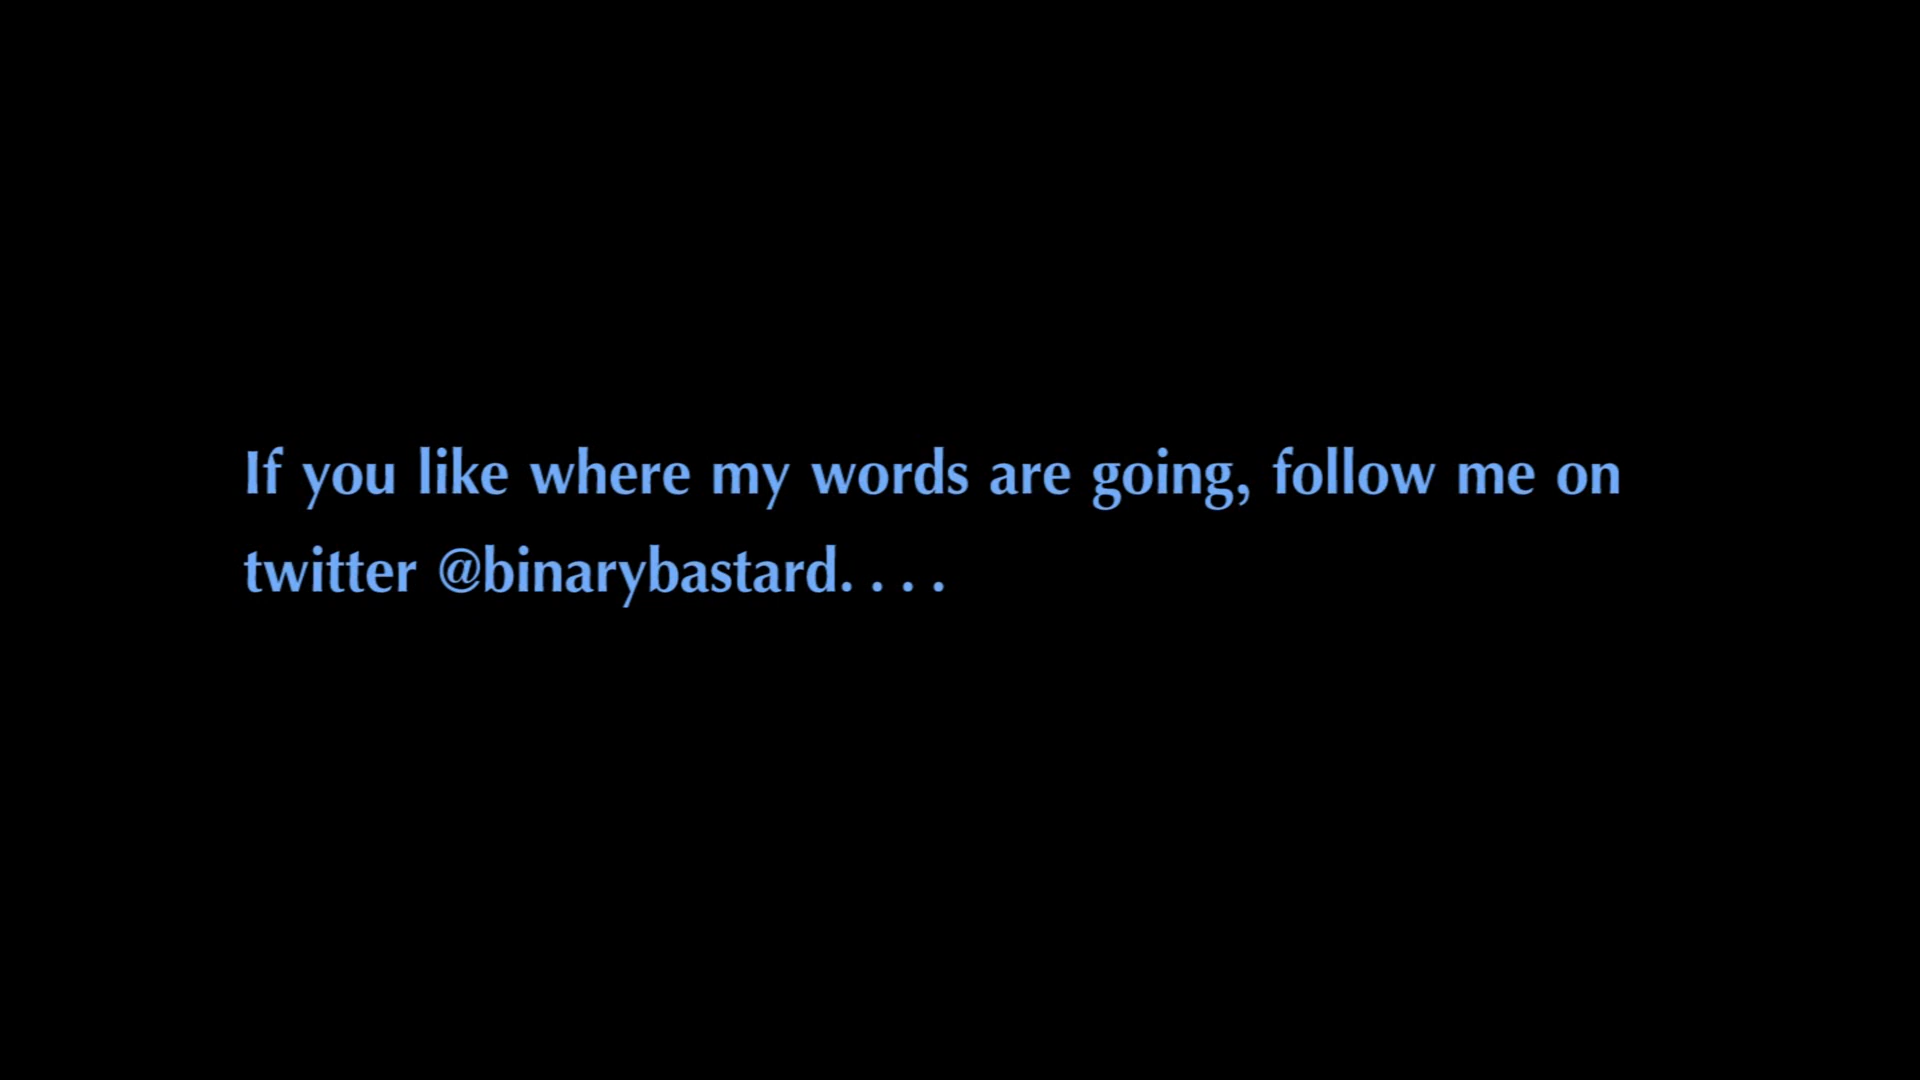 If you like where my words are going, follow me on
twitter @binarybastard. . . .